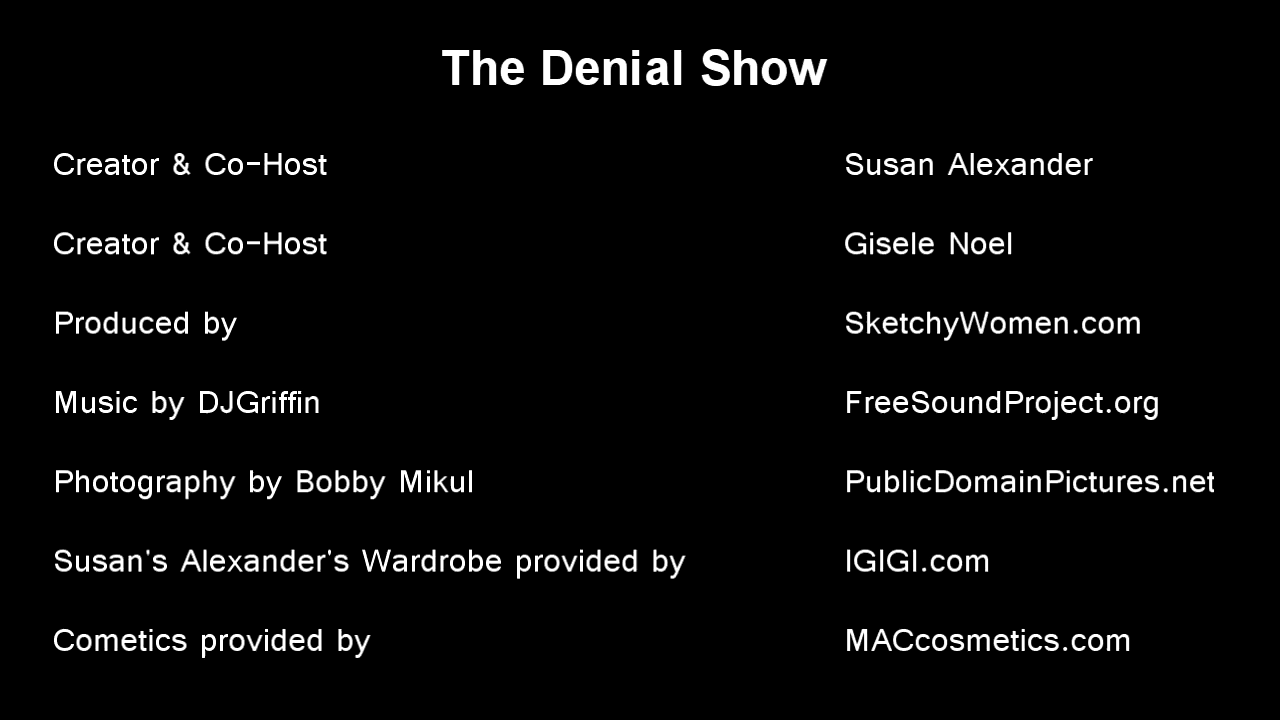 The Denial Show
Creator & Co-Host Susan Alexander
Creator & Co-Host Gisele Noel
Produced by SketchyWomen.com
Music by DJGriffin FreeSoundProject.org
Photography by Bobby Mikul PublicDomainPictures.net
Susan's Alexander's Wardrobe provided by IGIGI.com
Cometics provided by MACcosmetics.com